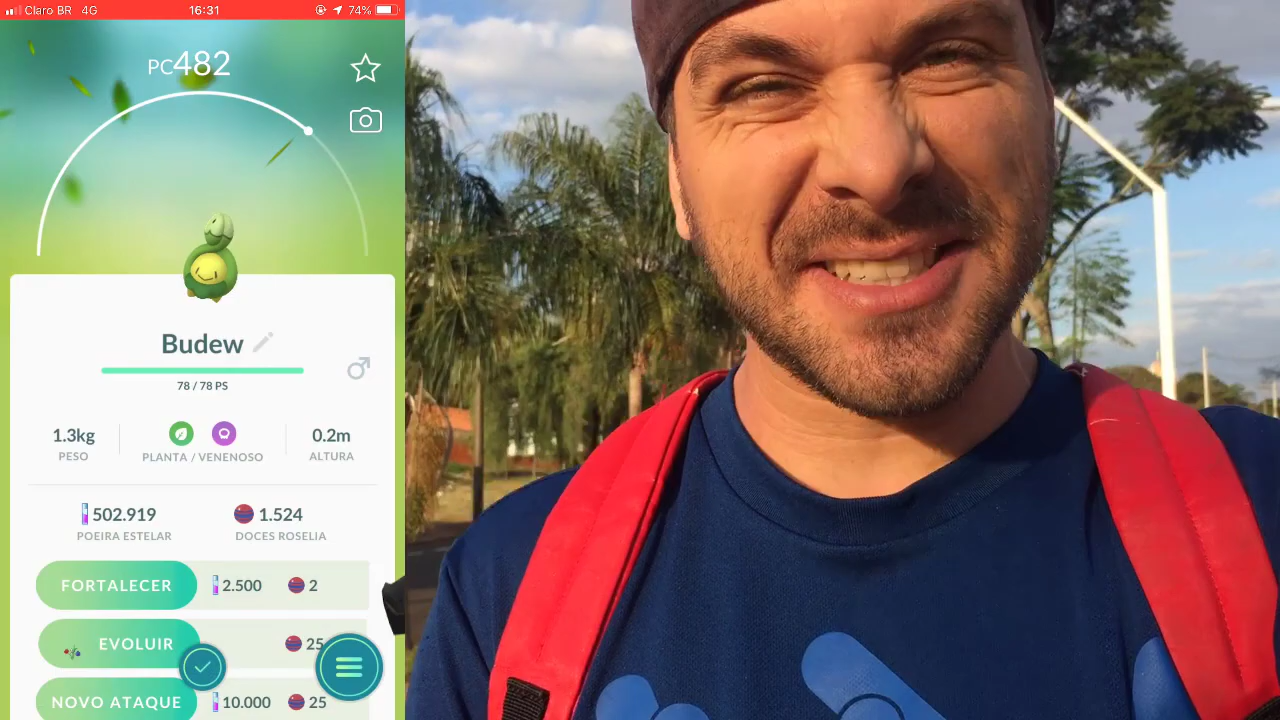 Claro BR 4G 16:31 74%
PC482
Budew
78 / 78 PS
1.3kg
PESO
PLANTA / VENENOSO
0.2m
ALTURA
502.919
POEIRA ESTELAR
1.524
DOCES ROSELIA
FORTALECER 2.500 2
EVOLUIR 25
NOVO ATAQUE 10.000 25